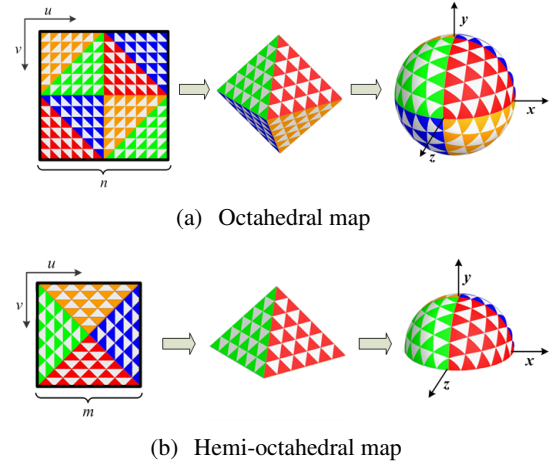 u
v
n
y
x
z
(a) Octahedral map
u
v
m
y
x
z
(b) Hemi-octahedral map